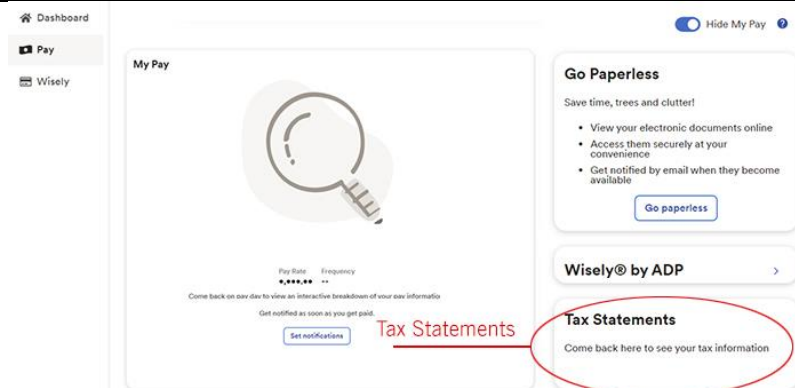 Dashboard
Pay
Wisely
Hide My Pay ?
My Pay
Pay Rate Frequency
•,•••.•• --
Come back on pay day to view an interactive breakdown of your pay informatio
Get notified as soon as you get paid.
Set notifications
Go Paperless
Save time, trees and clutter!
• View your electronic documents online
• Access them securely at your
convenience
• Get notified by email when they become
available
Go paperless
Wisely® by ADP
Tax Statements
Tax Statements
Come back here to see your tax information